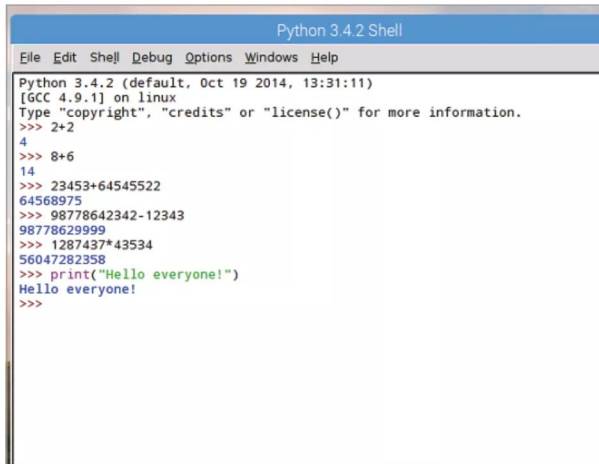 Python 3.4.2 Shell
File Edit Shell Debug Options Windows Help
Python 3.4.2 (default, Oct 19 2014, 13:31:11)
[GCC 4.9.1] on linux
Type "copyright", "credits" or "license()" for more information.
>>> 2+2
4
>>> 8+6
14
>>> 23453+64545522
64568975
>>> 98778642342-12343
98778629999
>>> 1287437*43534
56047282358
>>> print("Hello everyone!")
Hello everyone!
>>>